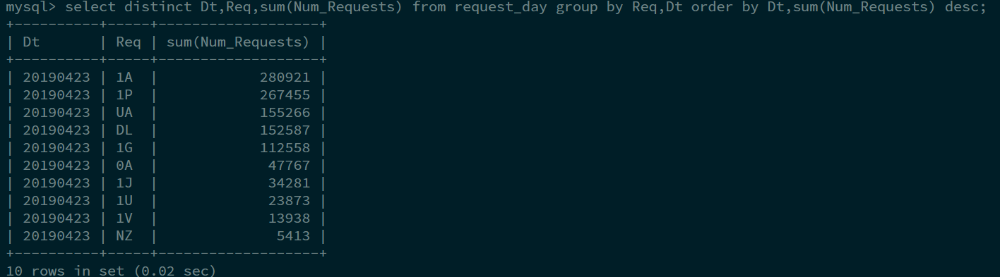 mysql> select distinct Dt,Req,sum(Num_Requests) from request_day group by Req,Dt order by Dt,sum(Num_Requests) desc;
+----------+-----+-------------------+
| Dt       | Req | sum(Num_Requests) |
+----------+-----+-------------------+
| 20190423 | 1A  |            280921 |
| 20190423 | 1P  |            267455 |
| 20190423 | UA  |            155266 |
| 20190423 | DL  |            152587 |
| 20190423 | 1G  |            112558 |
| 20190423 | 0A  |             47767 |
| 20190423 | 1J  |             34281 |
| 20190423 | 1U  |             23873 |
| 20190423 | 1V  |             13938 |
| 20190423 | NZ  |              5413 |
+----------+-----+-------------------+
10 rows in set (0.02 sec)